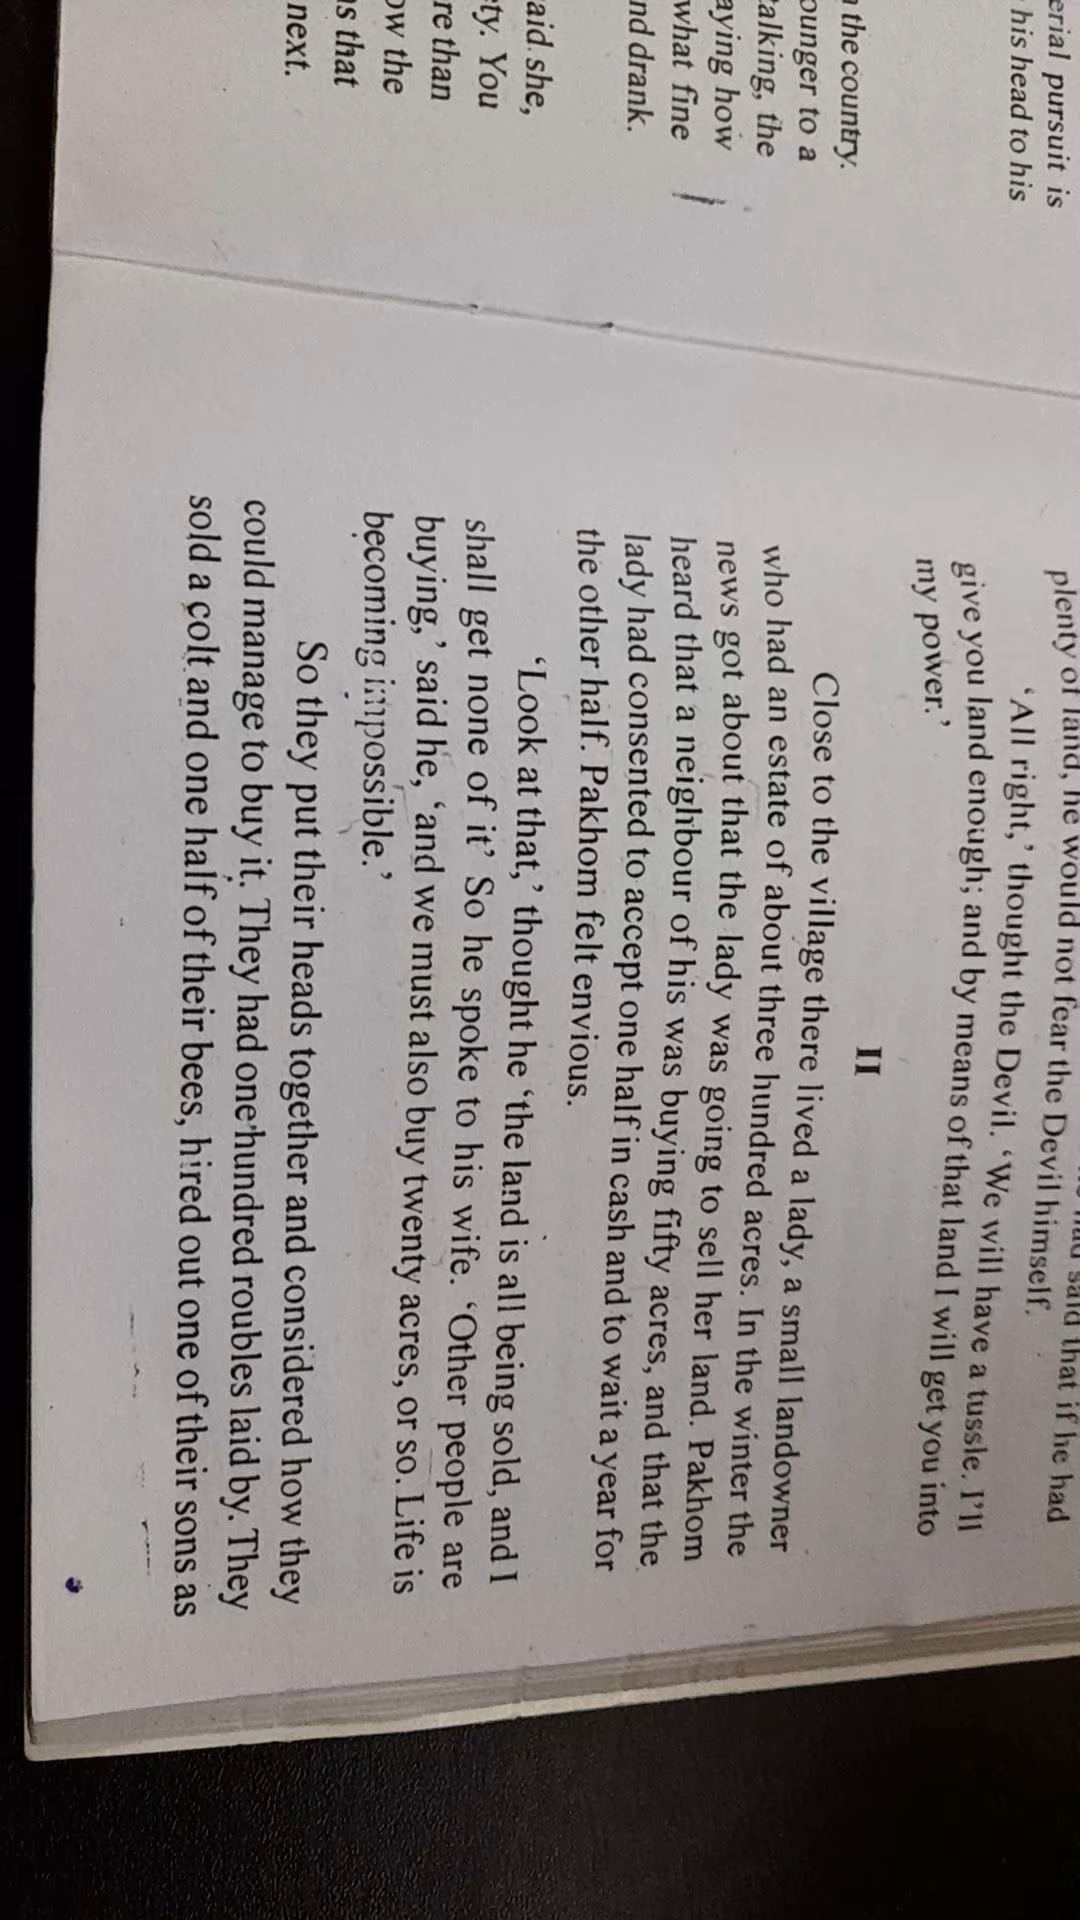 erial pursuit is
his head to his
the country.
ounger to a
talking, the
aying how
what fine
nd drank.
aid she,
ty. You
re than
ow the
as that
next.
said that if he had
plenty of land, he would not fear the Devil himself.
‘All right,’ thought the Devil. ‘We will have a tussle. I’ll
give you land enough; and by means of that land I will get you into
my power.’
II
Close to the village there lived a lady, a small landowner
who had an estate of about three hundred acres. In the winter the
news got about that the lady was going to sell her land. Pakhom
heard that a neighbour of his was buying fifty acres, and that the
lady had consented to accept one half in cash and to wait a year for
the other half. Pakhom felt envious.
‘Look at that,’ thought he ‘the land is all being sold, and I
shall get none of it’ So he spoke to his wife. ‘Other people are
buying,’ said he, ‘and we must also buy twenty acres, or so. Life is
becoming impossible.’
So they put their heads together and considered how they
could manage to buy it. They had one hundred roubles laid by. They
sold a colt and one half of their bees, hired out one of their sons as